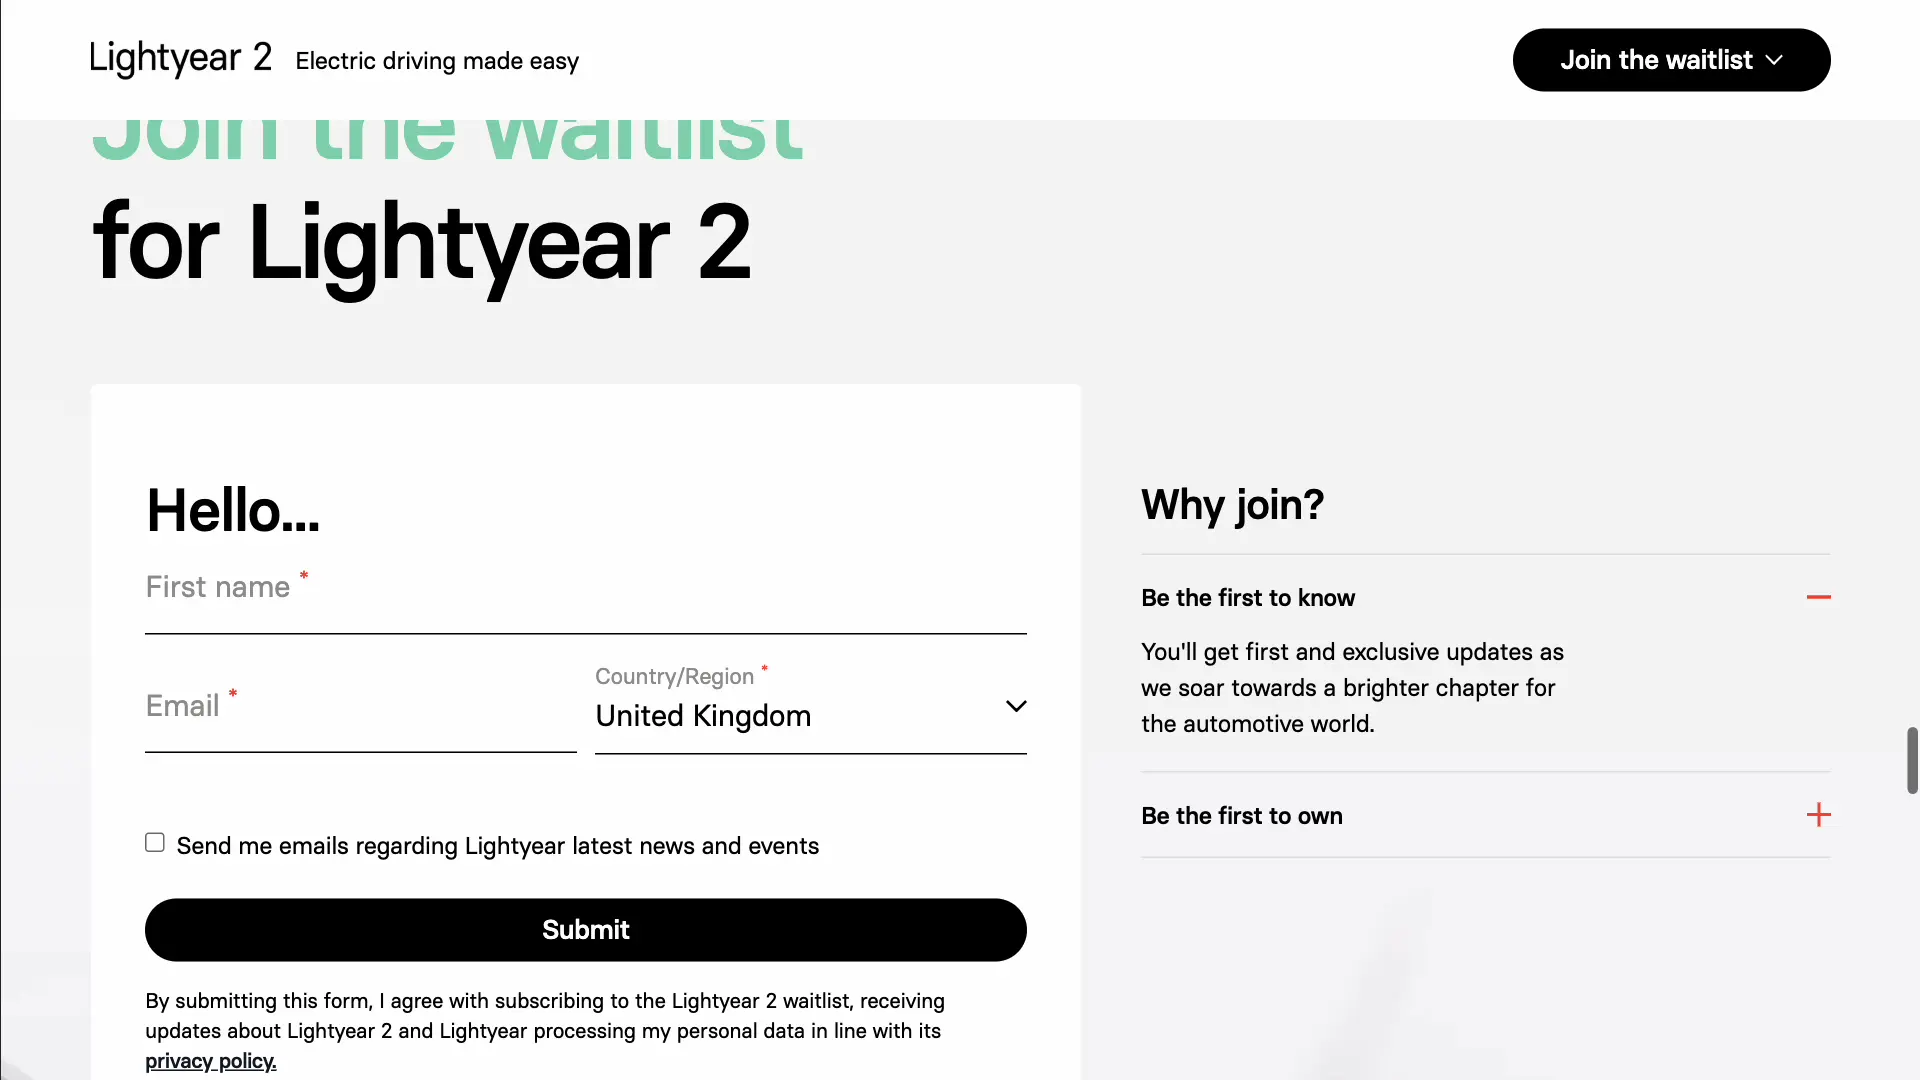 Lightyear 2 Electric driving made easy
Join the waitlist
Join the waitlist
for Lightyear 2
Hello...
First name *
Email *
Country/Region *
United Kingdom
Send me emails regarding Lightyear latest news and events
Submit
By submitting this form, I agree with subscribing to the Lightyear 2 waitlist, receiving
updates about Lightyear 2 and Lightyear processing my personal data in line with its
privacy policy.
Why join?
Be the first to know
You'll get first and exclusive updates as
we soar towards a brighter chapter for
the automotive world.
Be the first to own